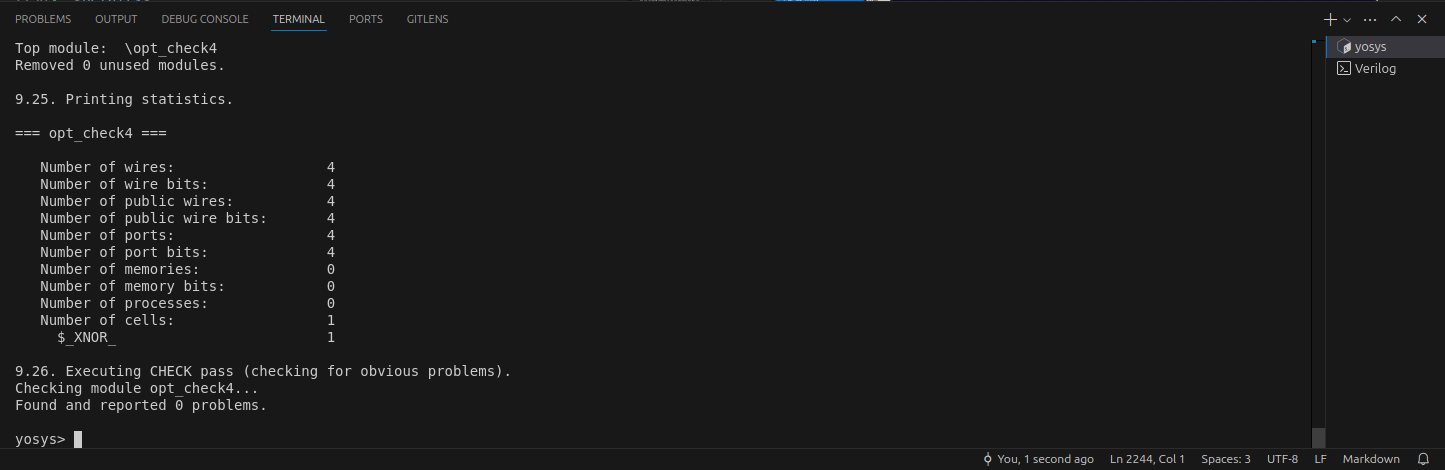 PROBLEMS OUTPUT DEBUG CONSOLE TERMINAL PORTS GITLENS
Top module:  \opt_check4
Removed 0 unused modules.
9.25. Printing statistics.
=== opt_check4 ===
Number of wires: 4
Number of wire bits: 4
Number of public wires: 4
Number of public wire bits: 4
Number of ports: 4
Number of port bits: 4
Number of memories: 0
Number of memory bits: 0
Number of processes: 0
Number of cells: 1
$_XNOR_ 1
9.26. Executing CHECK pass (checking for obvious problems).
Checking module opt_check4...
Found and reported 0 problems.
yosys>
yosys
Verilog
You, 1 second ago Ln 2244, Col 1 Spaces: 3 UTF-8 LF Markdown